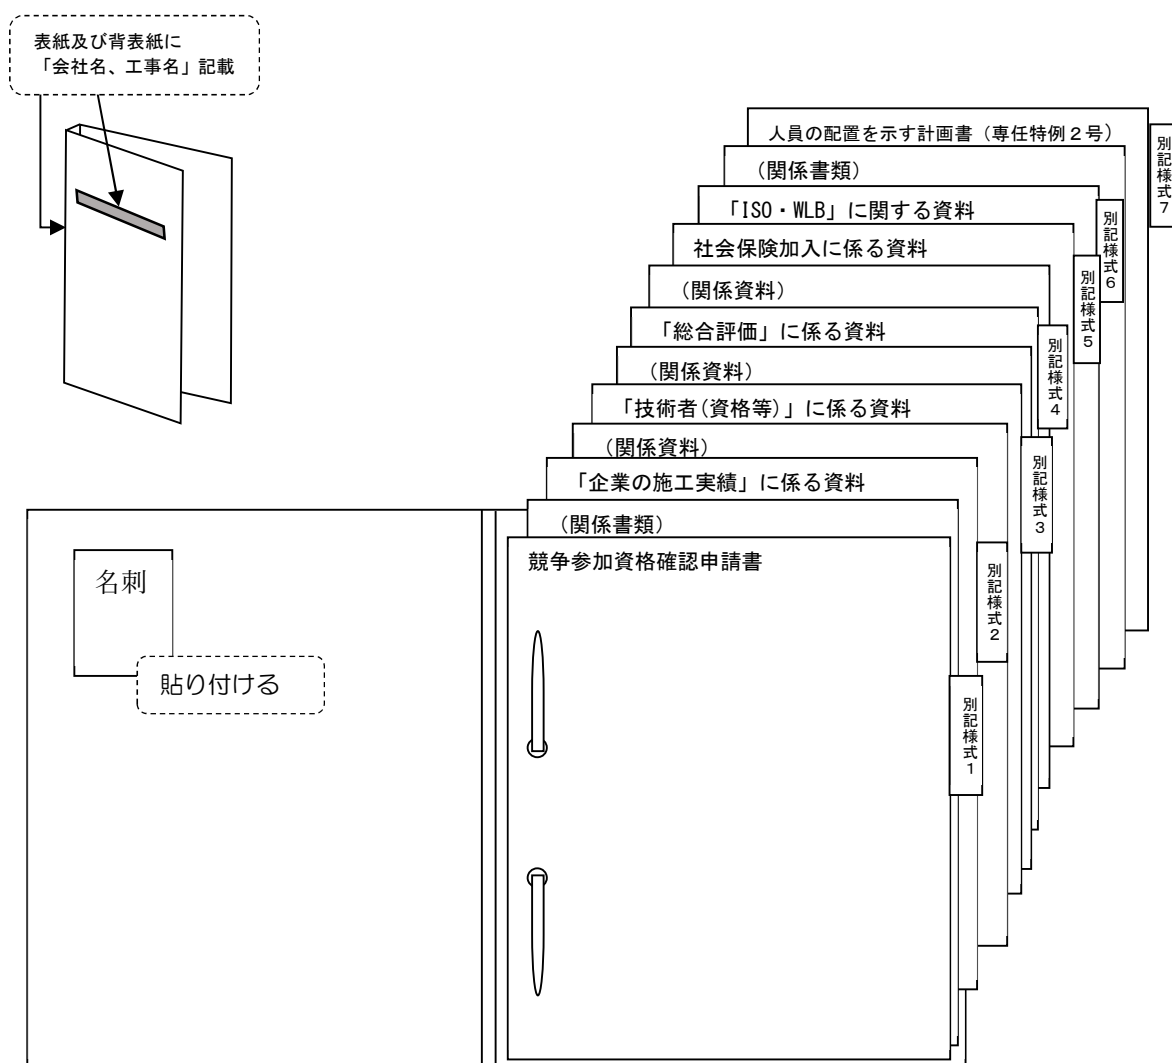 表紙及び背表紙に
「会社名、工事名」記載
人員の配置を示す計画書（専任特例２号）
（関係書類）
「ISO・WLB」に関する資料
社会保険加入に係る資料
（関係資料）
「総合評価」に係る資料
（関係資料）
「技術者(資格等)」に係る資料
（関係資料）
「企業の施工実績」に係る資料
（関係書類）
競争参加資格確認申請書
別記様式７
別記様式６
別記様式５
別記様式４
別記様式３
別記様式２
別記様式１
名刺
貼り付ける